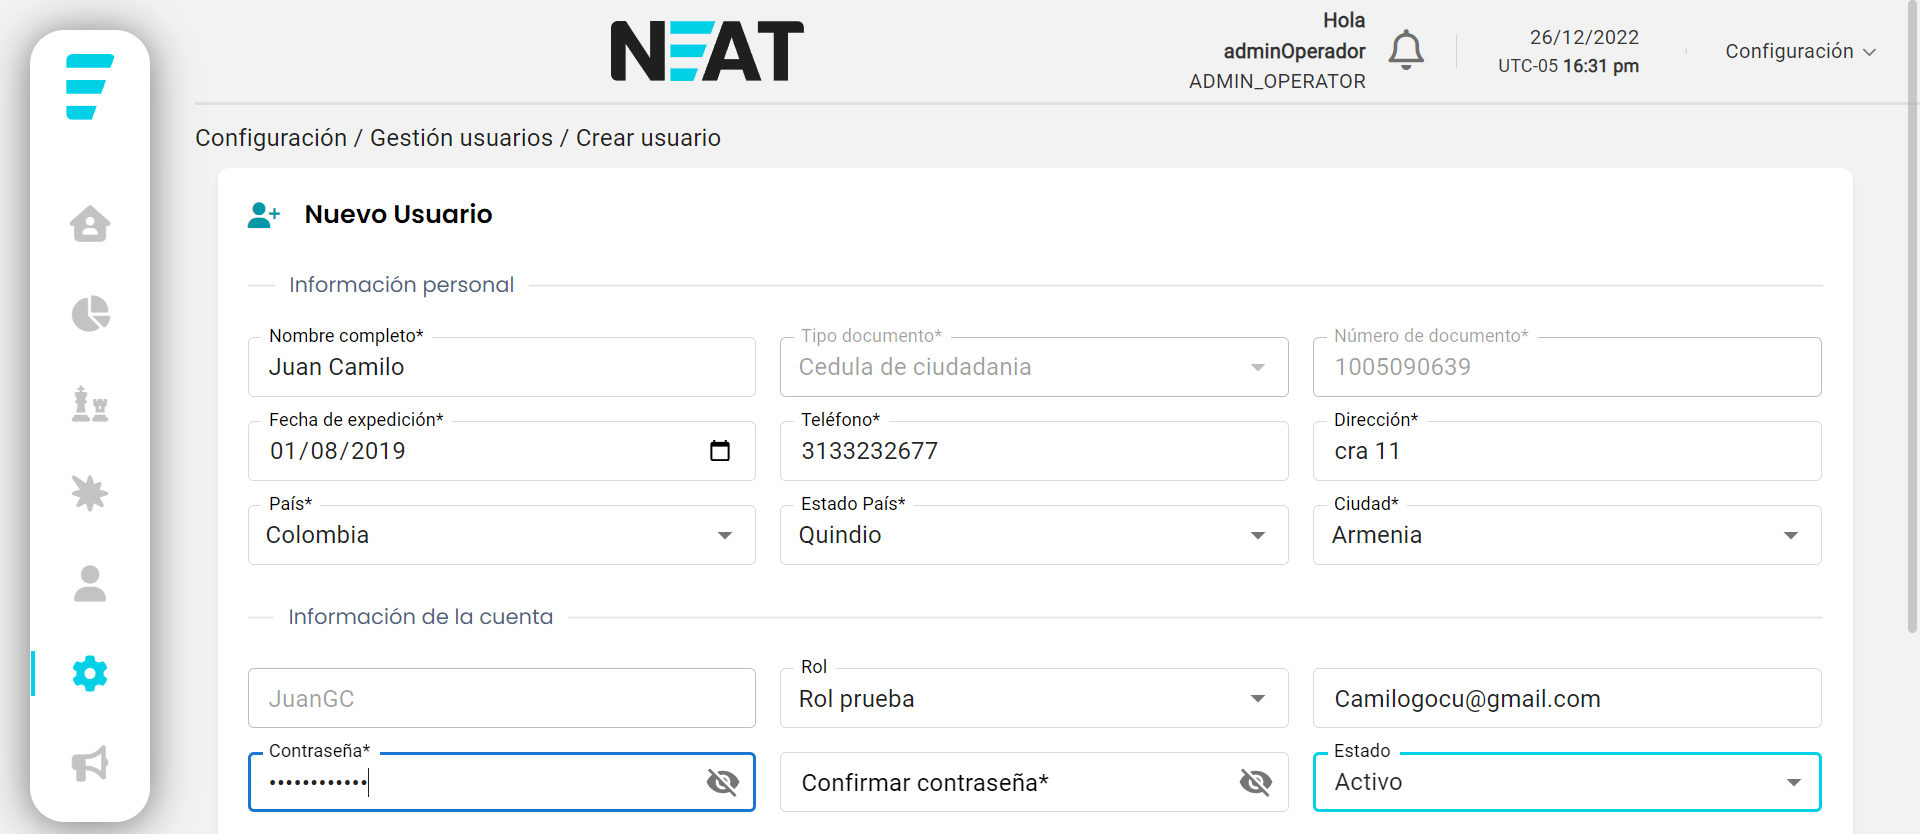 NEAT
Hola
adminOperador
ADMIN_OPERATOR
26/12/2022
UTC-05 16:31 pm
Configuración
Configuración / Gestión usuarios / Crear usuario
Nuevo Usuario
Información personal
Nombre completo*
Juan Camilo
Tipo documento*
Cedula de ciudadania
Número de documento*
1005090639
Fecha de expedición*
01/08/2019
Teléfono*
3133232677
Dirección*
cra 11
País*
Colombia
Estado País*
Quindio
Ciudad*
Armenia
Información de la cuenta
JuanGC
Rol
Rol prueba
Camilogocu@gmail.com
Contraseña*
••••••••••••
Confirmar contraseña*
Estado
Activo